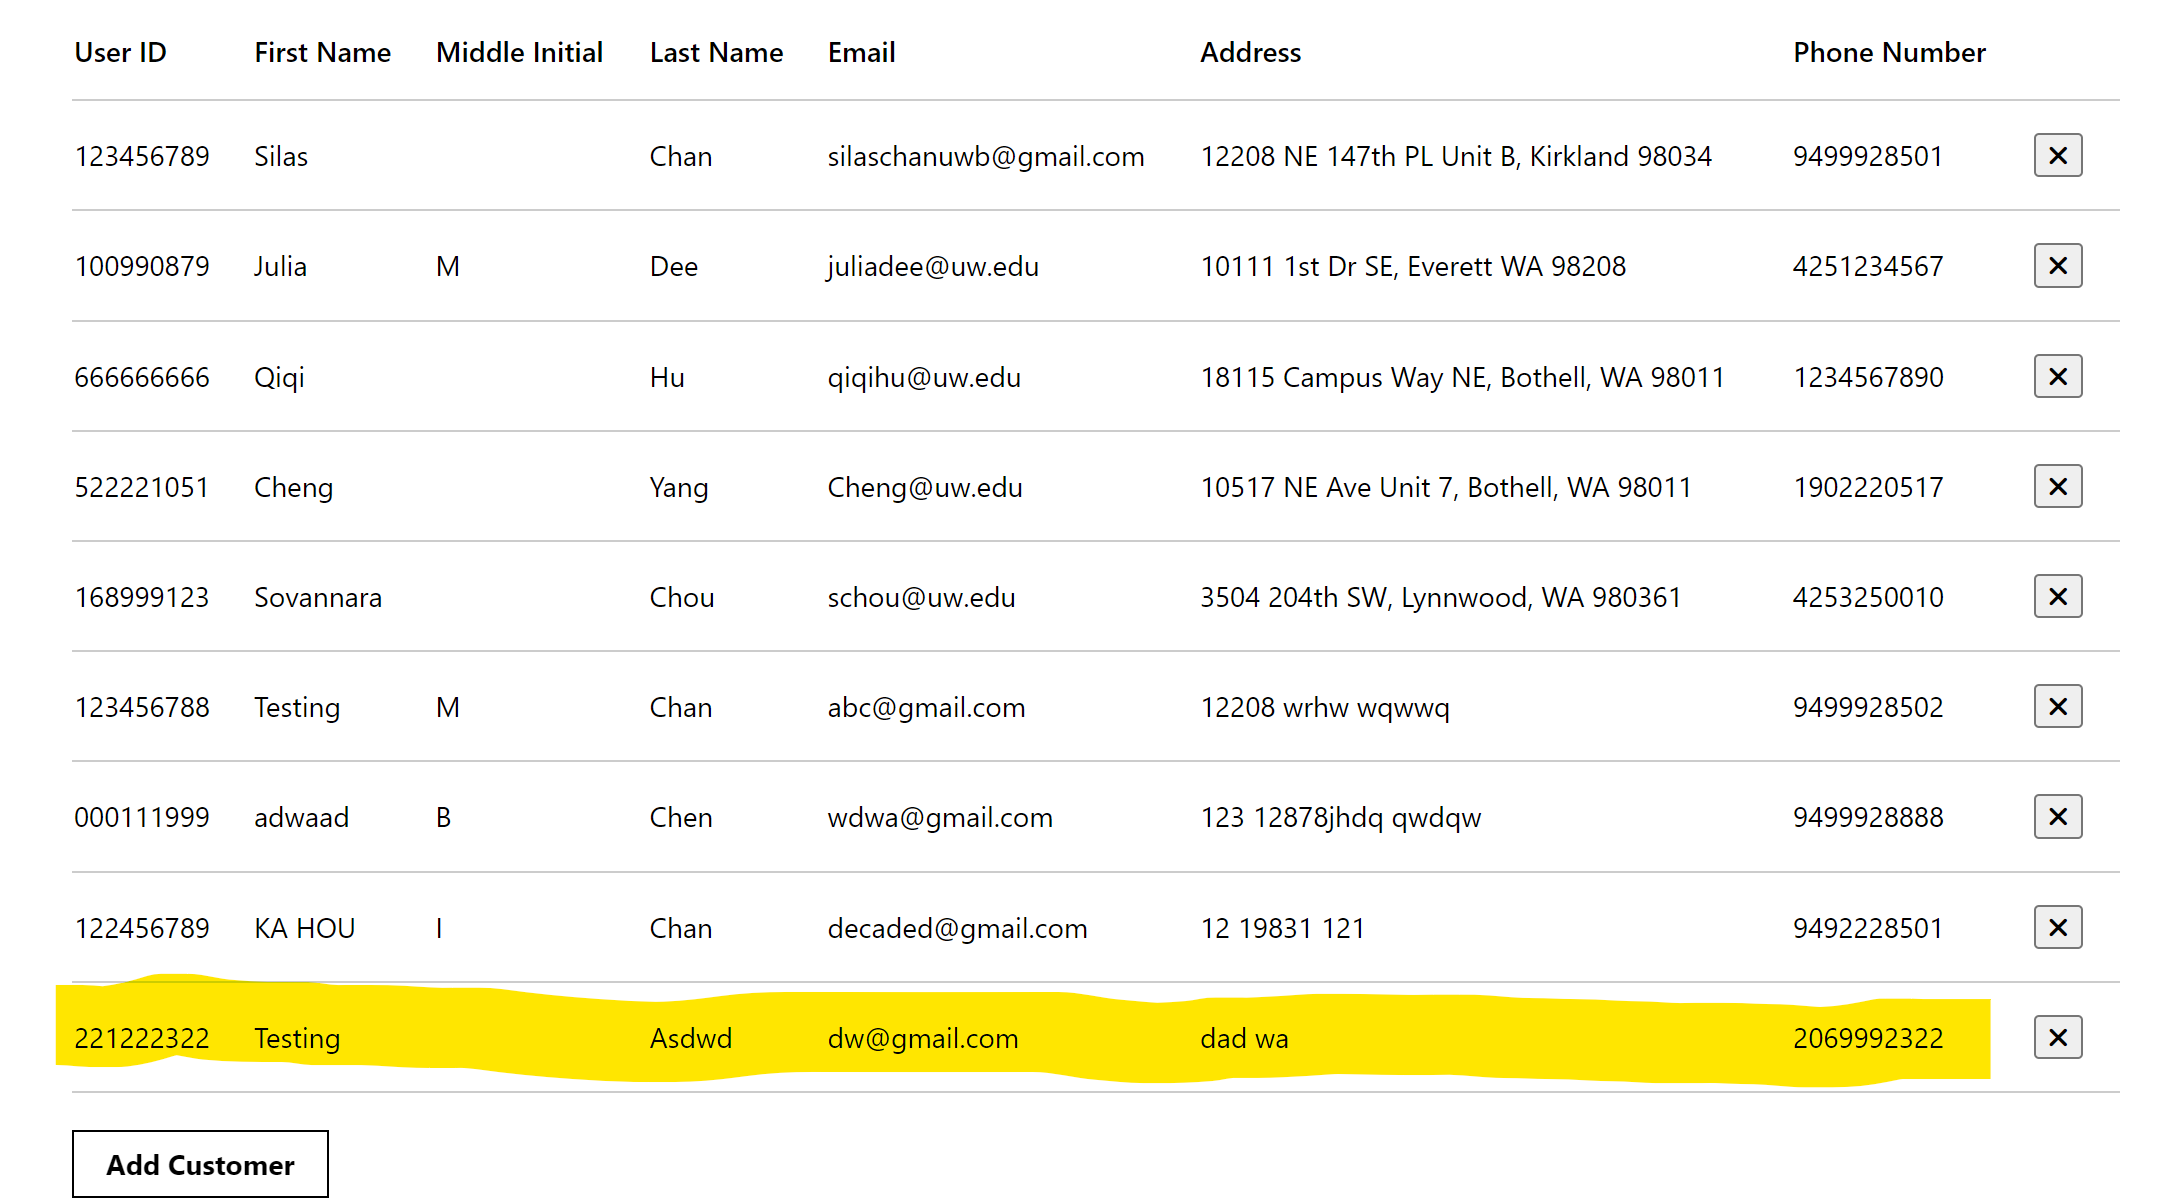 User ID First Name Middle Initial Last Name Email Address Phone Number
123456789 Silas Chan silaschanuwb@gmail.com 12208 NE 147th PL Unit B, Kirkland 98034 9499928501
100990879 Julia M Dee juliadee@uw.edu 10111 1st Dr SE, Everett WA 98208 4251234567
666666666 Qiqi Hu qiqihu@uw.edu 18115 Campus Way NE, Bothell, WA 98011 1234567890
522221051 Cheng Yang Cheng@uw.edu 10517 NE Ave Unit 7, Bothell, WA 98011 1902220517
168999123 Sovannara Chou schou@uw.edu 3504 204th SW, Lynnwood, WA 980361 4253250010
123456788 Testing M Chan abc@gmail.com 12208 wrhw wqwwq 9499928502
000111999 adwaad B Chen wdwa@gmail.com 123 12878jhdq qwdqw 9499928888
122456789 KA HOU I Chan decaded@gmail.com 12 19831 121 9492228501
221222322 Testing Asdwd dw@gmail.com dad wa 2069992322
Add Customer